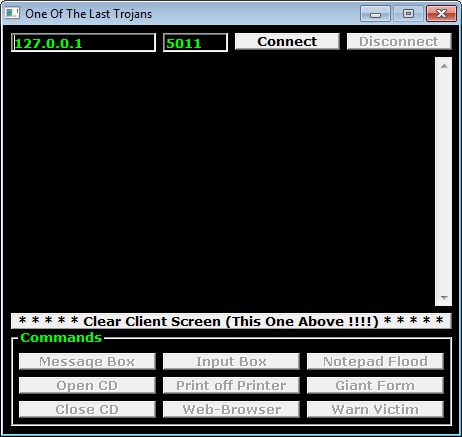 One Of The Last Trojans
127.0.0.1 5011 Connect Disconnect
* * * * * Clear Client Screen (This One Above !!!!) * * * * *
Commands
Message Box Input Box Notepad Flood
Open CD Print off Printer Giant Form
Close CD Web-Browser Warn Victim